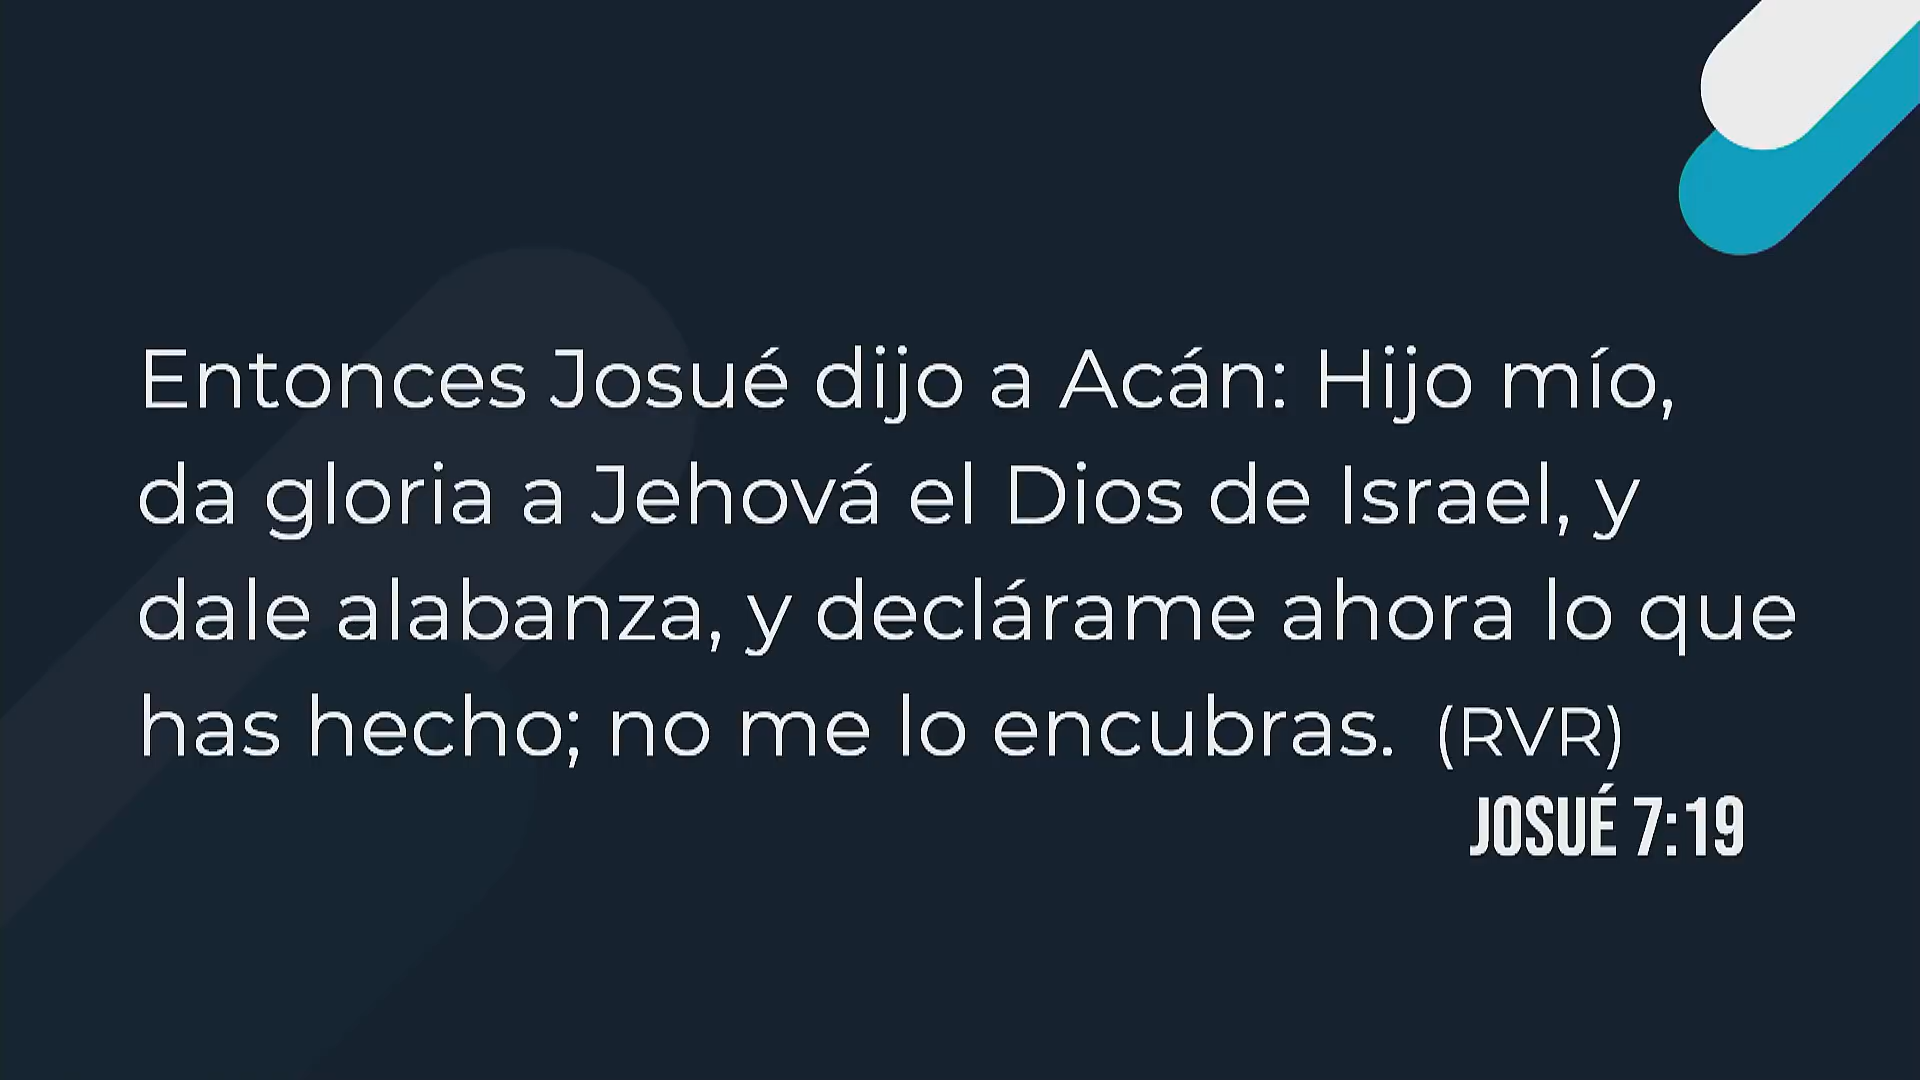 Entonces Josué dijo a Acán: Hijo mío,
da gloria a Jehová el Dios de Israel, y
dale alabanza, y declárame ahora lo que
has hecho; no me lo encubras. (RVR)
JOSUÉ 7:19